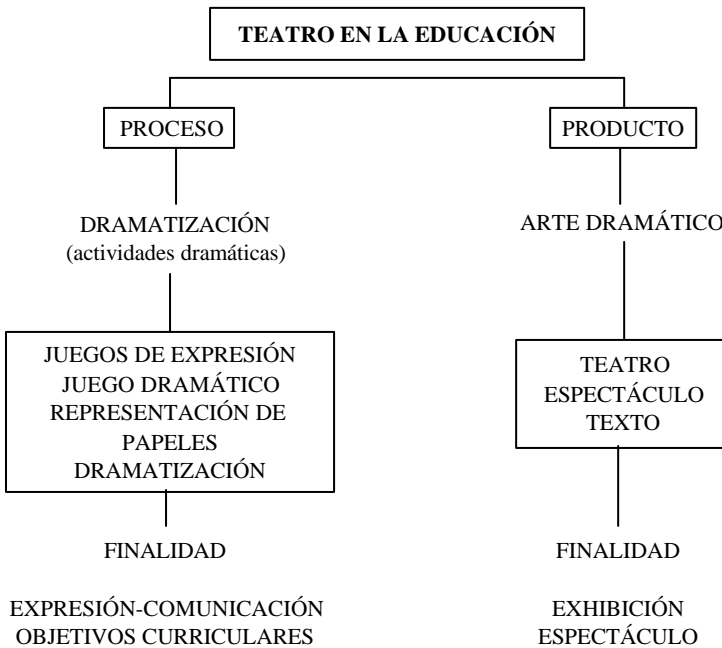 TEATRO EN LA EDUCACIÓN
PROCESO
PRODUCTO
DRAMATIZACIÓN
(actividades dramáticas)
ARTE DRAMÁTICO
JUEGOS DE EXPRESIÓN
JUEGO DRAMÁTICO
REPRESENTACIÓN DE
PAPELES
DRAMATIZACIÓN
TEATRO
ESPECTÁCULO
TEXTO
FINALIDAD
FINALIDAD
EXPRESIÓN-COMUNICACIÓN
OBJETIVOS CURRICULARES
EXHIBICIÓN
ESPECTÁCULO